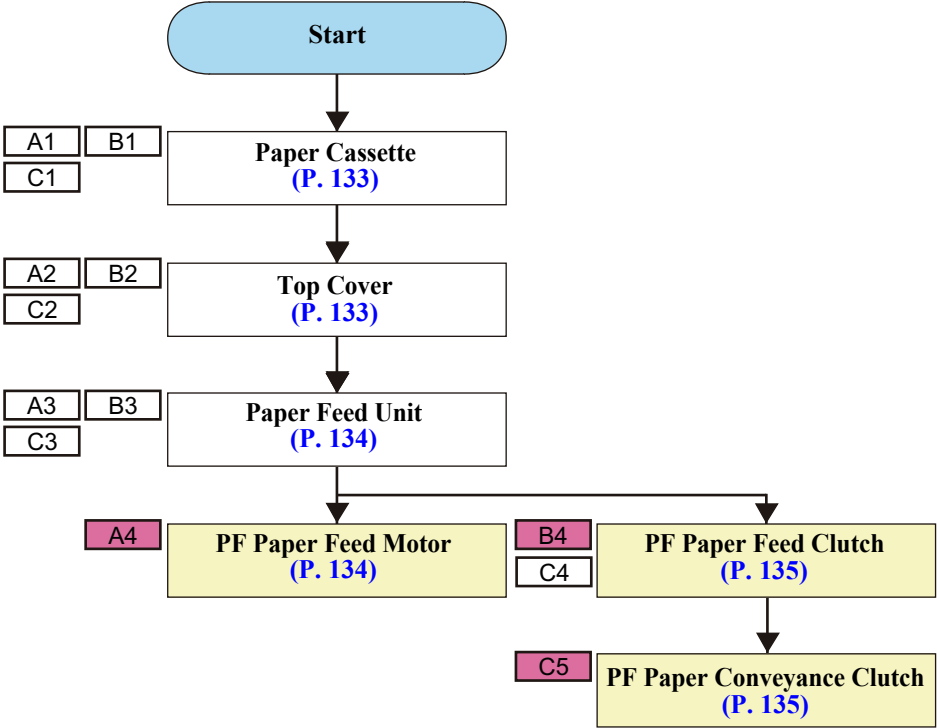 Start
A1 B1
C1
Paper Cassette
(P. 133)
A2 B2
C2
Top Cover
(P. 133)
A3 B3
C3
Paper Feed Unit
(P. 134)
A4
PF Paper Feed Motor
(P. 134)
B4
C4
PF Paper Feed Clutch
(P. 135)
C5
PF Paper Conveyance Clutch
(P. 135)